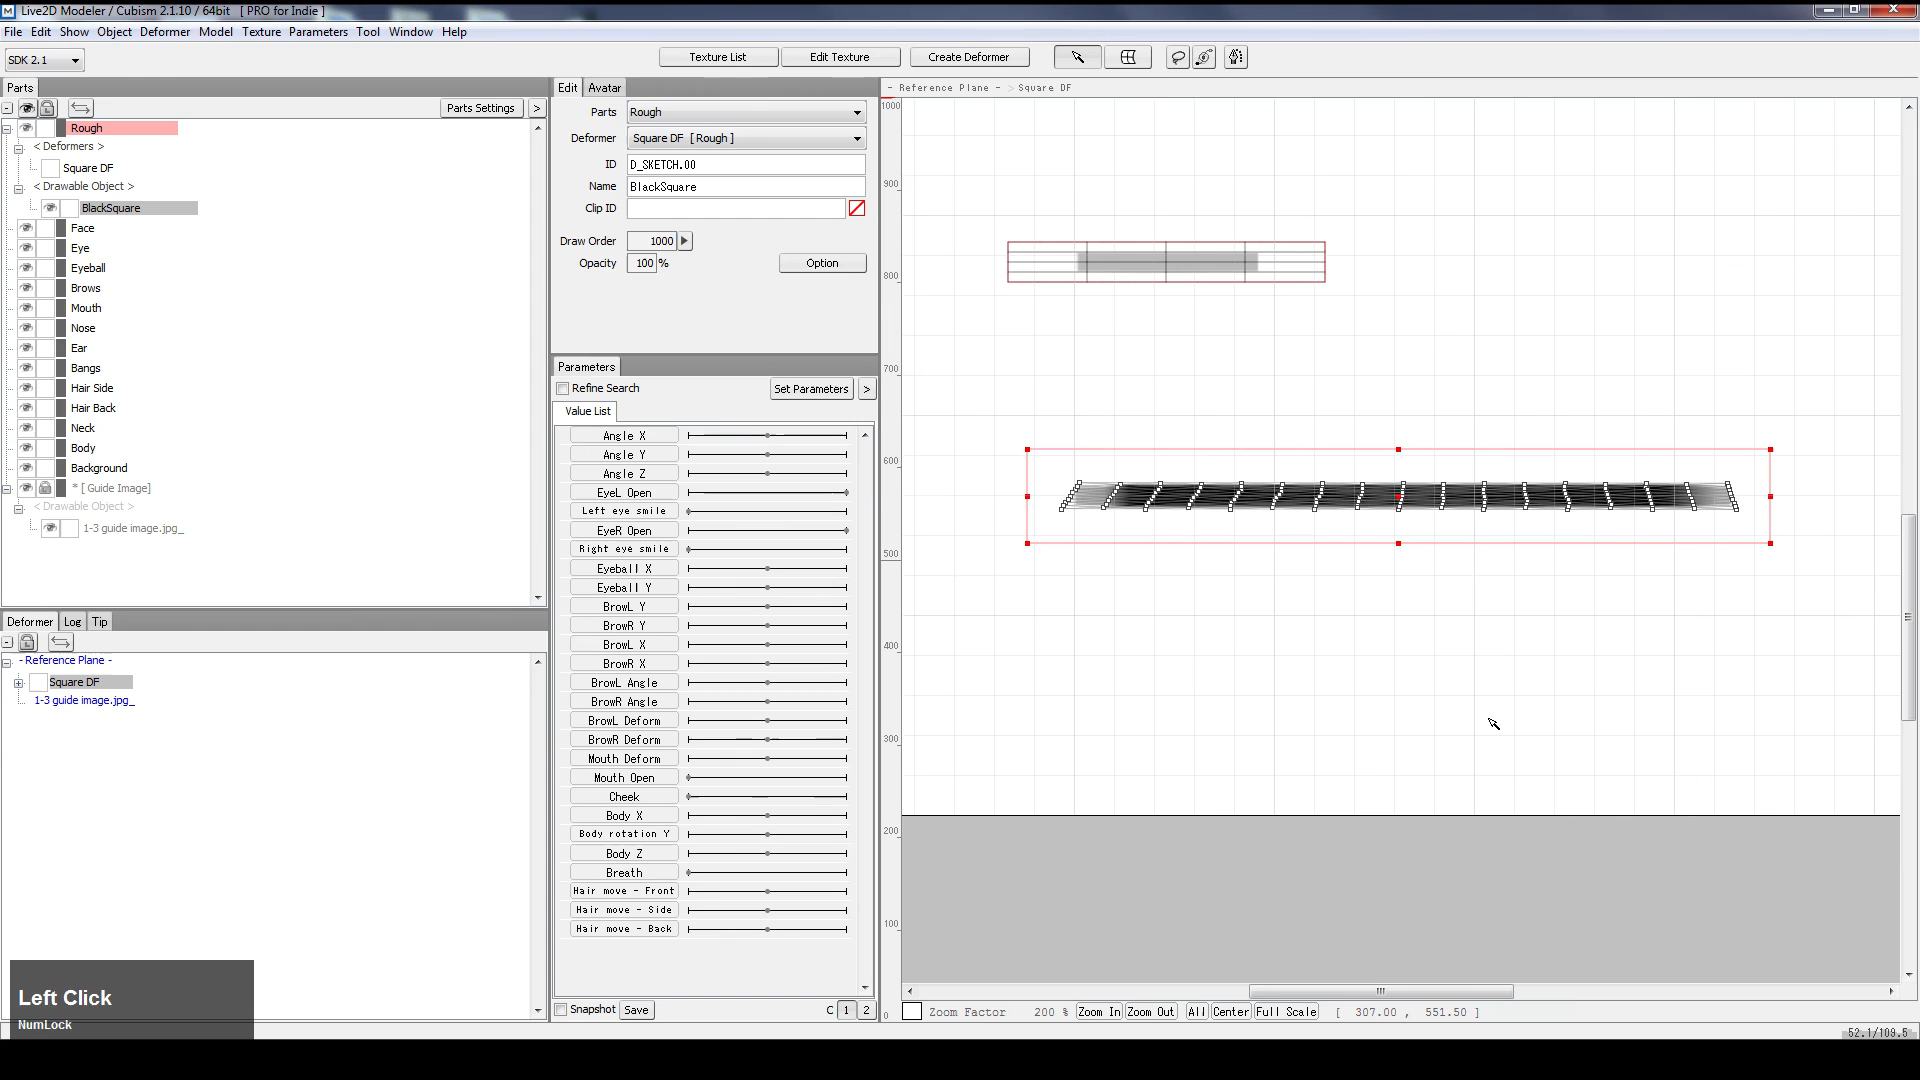 Live2D Modeler / Cubism 2.1.10 / 64bit [ PRO for Indie ]
File Edit Show Object Deformer Model Texture Parameters Tool Window Help
SDK 2.1
Texture List
Edit Texture
Create Deformer
Parts
Parts Settings
>
Rough
< Deformers >
Square DF
< Drawable Object >
BlackSquare
Face
Eye
Eyeball
Brows
Mouth
Nose
Ear
Bangs
Hair Side
Hair Back
Neck
Body
Background
* [ Guide Image]
< Drawable Object >
1-3 guide image.jpg_
Deformer Log Tip
- Reference Plane -
Square DF
1-3 guide image.jpg_
Left Click
NumLock
Edit Avatar
Parts Rough
Deformer Square DF [ Rough ]
ID D_SKETCH.00
Name BlackSquare
Clip ID
Draw Order 1000
Opacity 100 %
Option
Parameters
Refine Search
Set Parameters
>
Value List
Angle X
Angle Y
Angle Z
EyeL Open
Left eye smile
EyeR Open
Right eye smile
Eyeball X
Eyeball Y
BrowL Y
BrowR Y
BrowL X
BrowR X
BrowL Angle
BrowR Angle
BrowL Deform
BrowR Deform
Mouth Deform
Mouth Open
Cheek
Body X
Body rotation Y
Body Z
Breath
Hair move - Front
Hair move - Side
Hair move - Back
Snapshot Save
C 1 2
- Reference Plane - > Square DF
1000
900
800
700
600
500
400
300
200
100
0
Zoom Factor 200 % Zoom In Zoom Out All Center Full Scale [ 307.00 , 551.50 ]
52.1/109.5